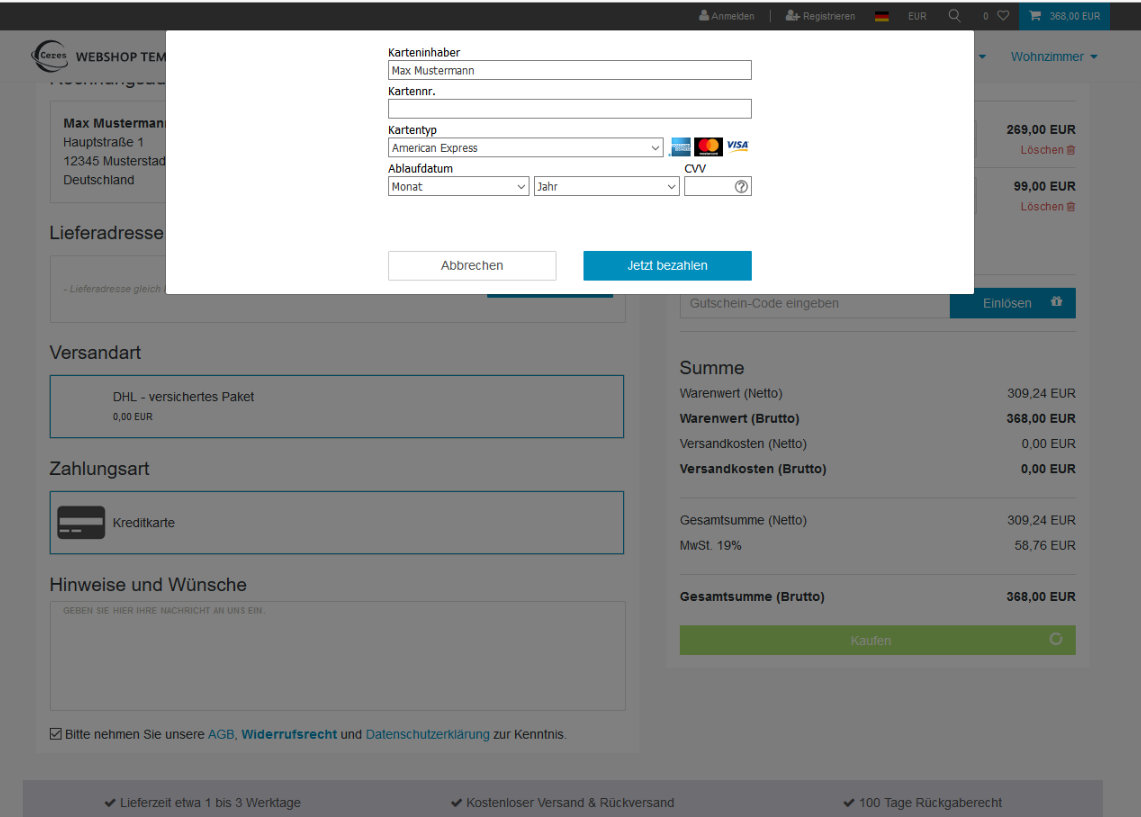 Anmelden | Registrieren EUR 0 368,00 EUR
Ceres WEBSHOP TEM
Wohnzimmer
Karteninhaber
Max Mustermann
Kartennr.
Kartentyp
American Express
VISA
Ablaufdatum CVV
Monat Jahr
Abbrechen Jetzt bezahlen
Max Musterman
Hauptstraße 1
12345 Musterstad
Deutschland
Lieferadresse
- Lieferadresse gleich
Versandart
DHL - versichertes Paket
0,00 EUR
Zahlungsart
Kreditkarte
Hinweise und Wünsche
GEBEN SIE HIER IHRE NACHRICHT AN UNS EIN.
Bitte nehmen Sie unsere AGB, Widerrufsrecht und Datenschutzerklärung zur Kenntnis.
269,00 EUR
Löschen
99,00 EUR
Löschen
Gutschein-Code eingeben Einlösen
Summe
Warenwert (Netto) 309,24 EUR
Warenwert (Brutto) 368,00 EUR
Versandkosten (Netto) 0,00 EUR
Versandkosten (Brutto) 0,00 EUR
Gesamtsumme (Netto) 309,24 EUR
MwSt. 19% 58,76 EUR
Gesamtsumme (Brutto) 368,00 EUR
Kaufen
Lieferzeit etwa 1 bis 3 Werktage
Kostenloser Versand & Rückversand
100 Tage Rückgaberecht